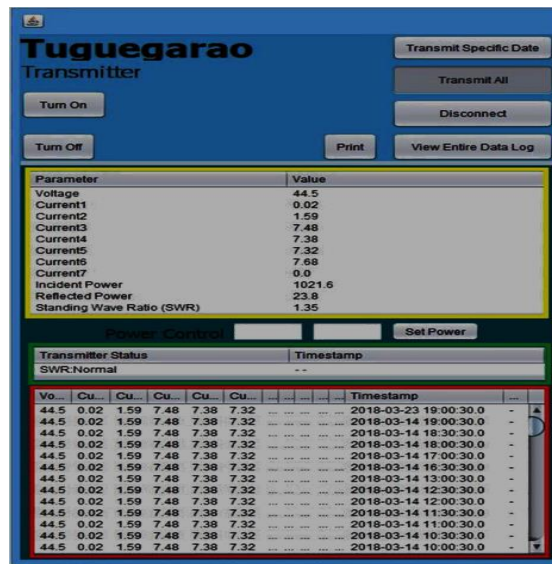 Tuguegarao
Transmitter
Transmit Specific Date
Transmit All
Turn On
Disconnect
Turn Off
Print
View Entire Data Log
Parameter Value
Voltage 44.5
Current1 0.02
Current2 1.59
Current3 7.48
Current4 7.38
Current5 7.32
Current6 7.68
Current7 0.0
Incident Power 1021.6
Reflected Power 23.8
Standing Wave Ratio (SWR) 1.35
Power Control Set Power
Transmitter Status Timestamp
SWR:Normal - -
Vo... Cu... Cu... Cu... Cu... Cu... ... ... ... ... ... Timestamp ...
44.5 0.02 1.59 7.48 7.38 7.32 ... ... ... ... ... 2018-03-23 19:00:30.0 -
44.5 0.02 1.59 7.48 7.38 7.32 ... ... ... ... ... 2018-03-14 19:00:30.0 -
44.5 0.02 1.59 7.48 7.38 7.32 ... ... ... ... ... 2018-03-14 18:30:30.0 -
44.5 0.02 1.59 7.48 7.38 7.32 ... ... ... ... ... 2018-03-14 18:00:30.0 -
44.5 0.02 1.59 7.48 7.38 7.32 ... ... ... ... ... 2018-03-14 17:00:30.0 -
44.5 0.02 1.59 7.48 7.38 7.32 ... ... ... ... ... 2018-03-14 16:30:30.0 -
44.5 0.02 1.59 7.48 7.38 7.32 ... ... ... ... ... 2018-03-14 13:00:30.0 -
44.5 0.02 1.59 7.48 7.38 7.32 ... ... ... ... ... 2018-03-14 12:30:30.0 -
44.5 0.02 1.59 7.48 7.38 7.32 ... ... ... ... ... 2018-03-14 12:00:30.0 -
44.5 0.02 1.59 7.48 7.38 7.32 ... ... ... ... ... 2018-03-14 11:30:30.0 -
44.5 0.02 1.59 7.48 7.38 7.32 ... ... ... ... ... 2018-03-14 11:00:30.0 -
44.5 0.02 1.59 7.48 7.38 7.32 ... ... ... ... ... 2018-03-14 10:30:30.0 -
44.5 0.02 1.59 7.48 7.38 7.32 ... ... ... ... ... 2018-03-14 10:00:30.0 -